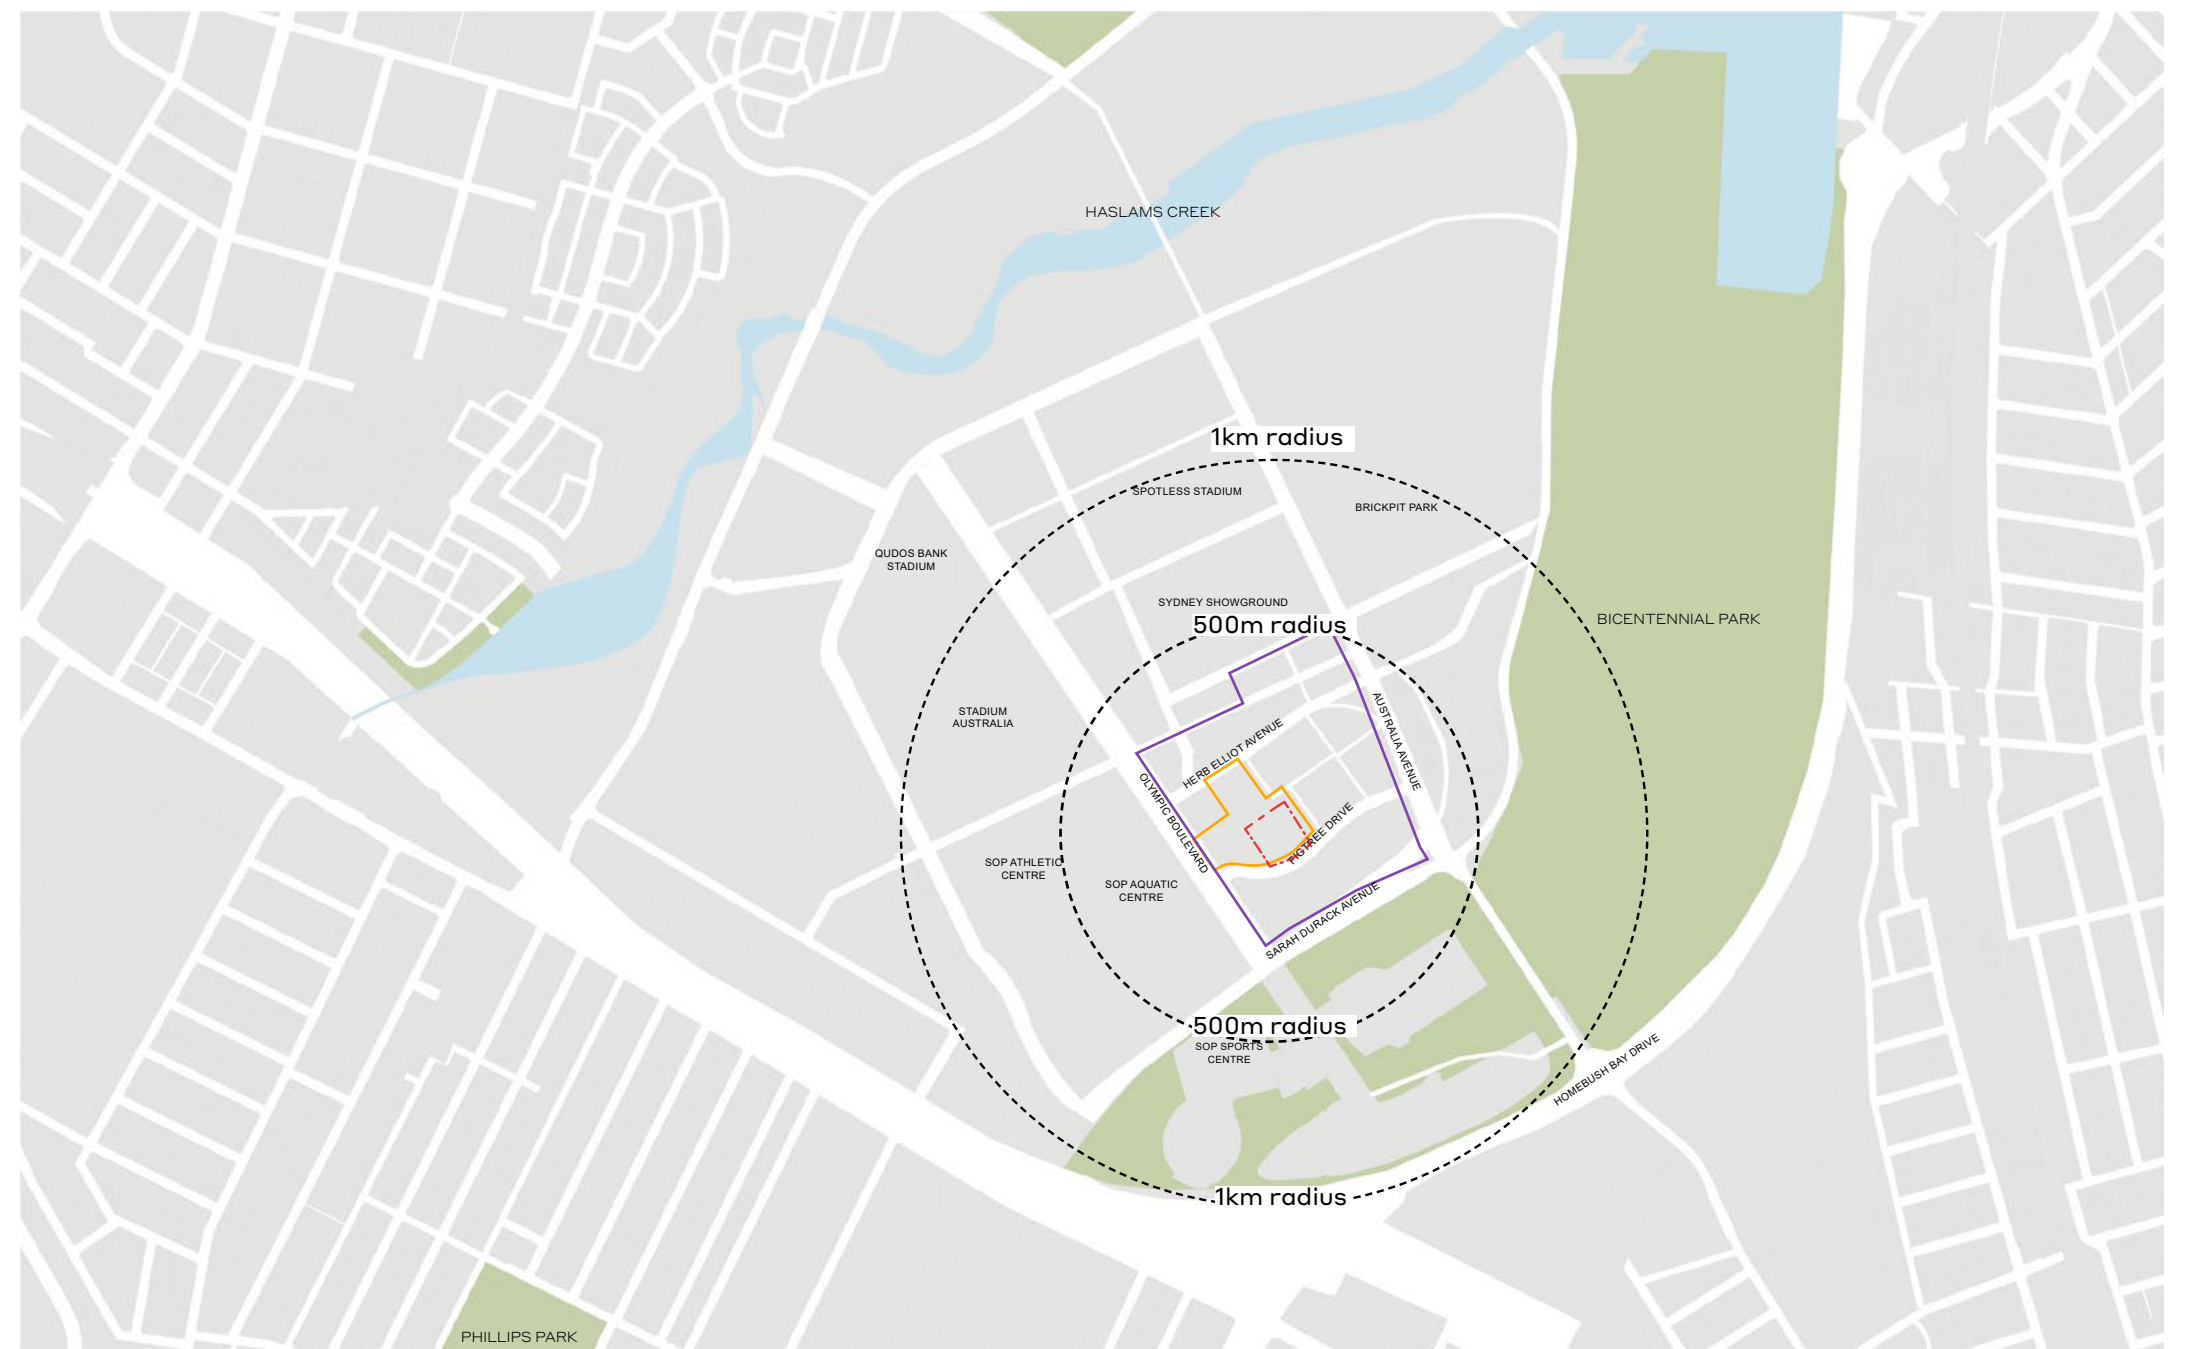 HASLAMS CREEK
1km radius
SPOTLESS STADIUM
BRICKPIT PARK
QUDOS BANK
STADIUM
SYDNEY SHOWGROUND
500m radius
BICENTENNIAL PARK
STADIUM
AUSTRALIA
HERB ELLIOT AVENUE
AUSTRALIA AVENUE
OLYMPIC BOULEVARD
FIGTREE DRIVE
SOP ATHLETIC
CENTRE
SOP AQUATIC
CENTRE
SARAH DURACK AVENUE
500m radius
SOP SPORTS
CENTRE
HOMEBUSH BAY DRIVE
1km radius
PHILLIPS PARK